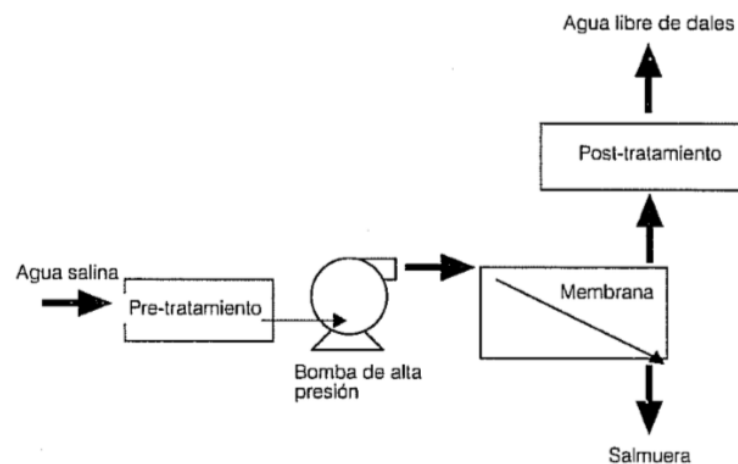 Agua libre de dales
Post-tratamiento
Agua salina
Pre-tratamiento
Membrana
Bomba de alta
presión
Salmuera